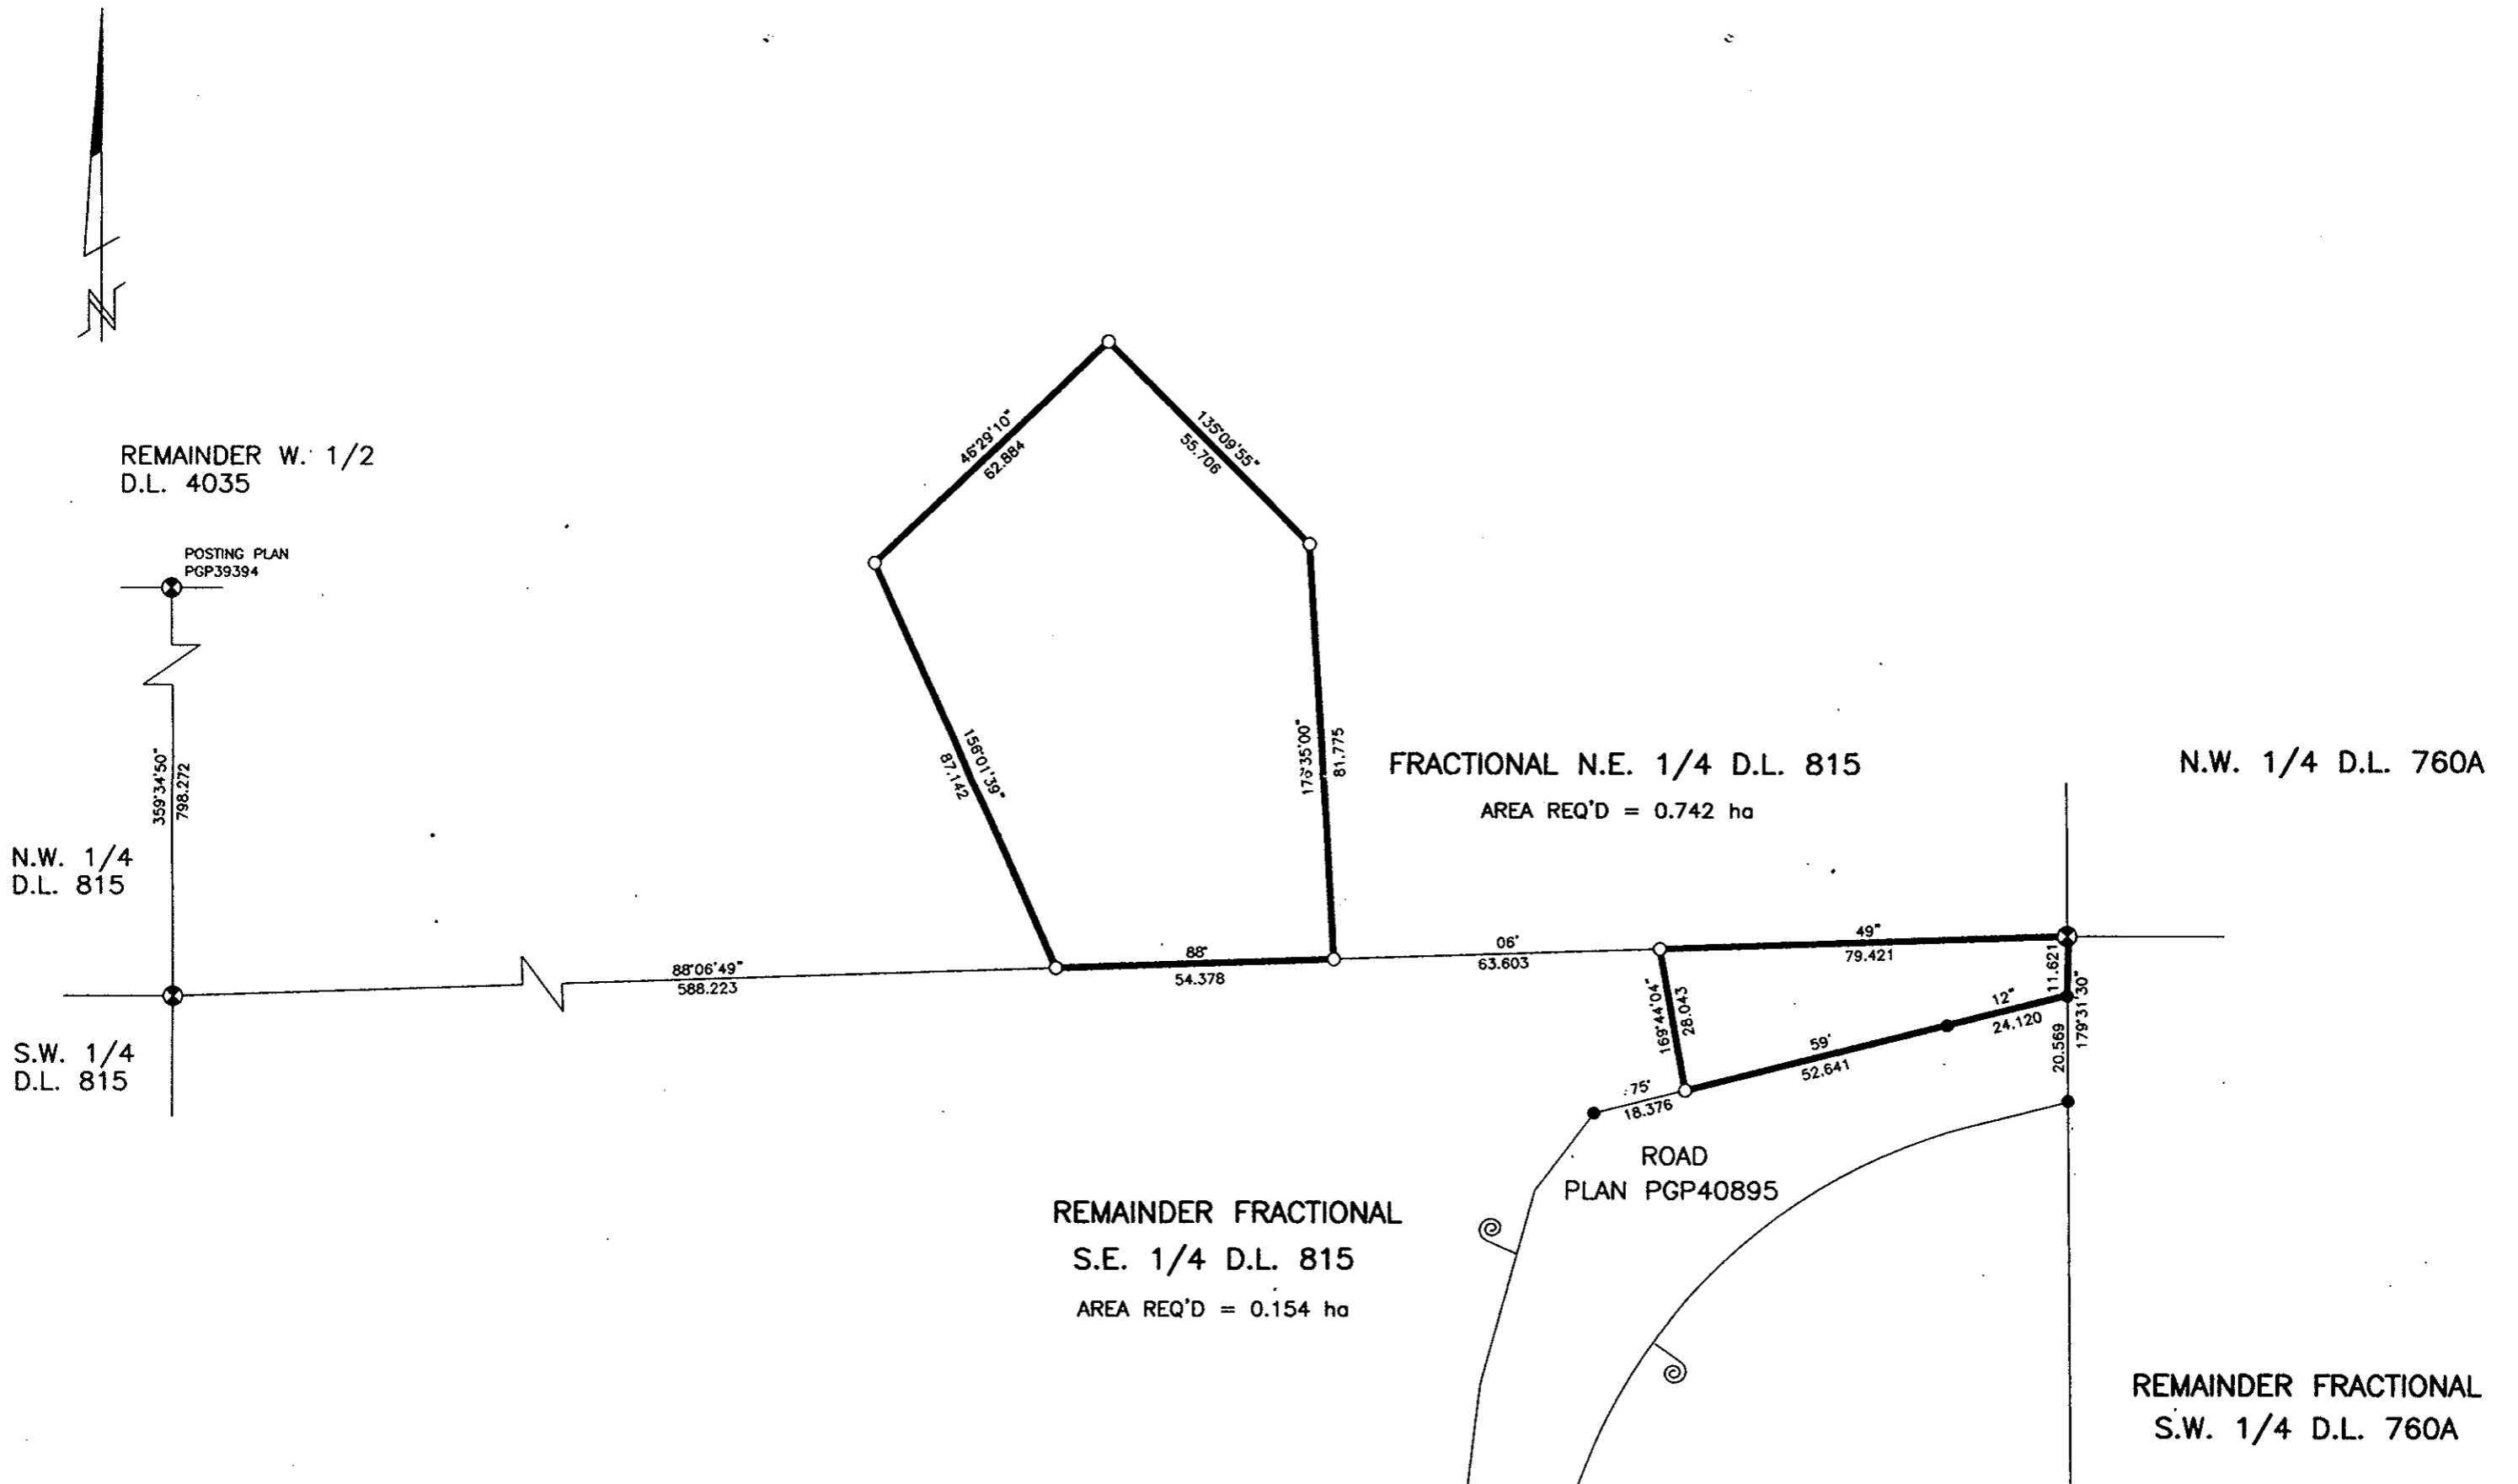 N
REMAINDER W. 1/2
D.L. 4035
POSTING PLAN
PGP39394
46°29'10"
62.884
135°09'55"
55.706
359°34'50"
798.272
156°01'39"
87.142
176°35'00"
81.775
FRACTIONAL N.E. 1/4 D.L. 815
AREA REQ'D = 0.742 ha
N.W. 1/4 D.L. 760A
N.W. 1/4
D.L. 815
88°06'49"
588.223
88°
54.378
06'
63.603
49"
79.421
11.621
179°31'30"
20.569
169°44'04"
28.043
12"
24.120
59'
52.641
75°
18.376
S.W. 1/4
D.L. 815
ROAD
PLAN PGP40895
REMAINDER FRACTIONAL
S.E. 1/4 D.L. 815
AREA REQ'D = 0.154 ha
REMAINDER FRACTIONAL
S.W. 1/4 D.L. 760A